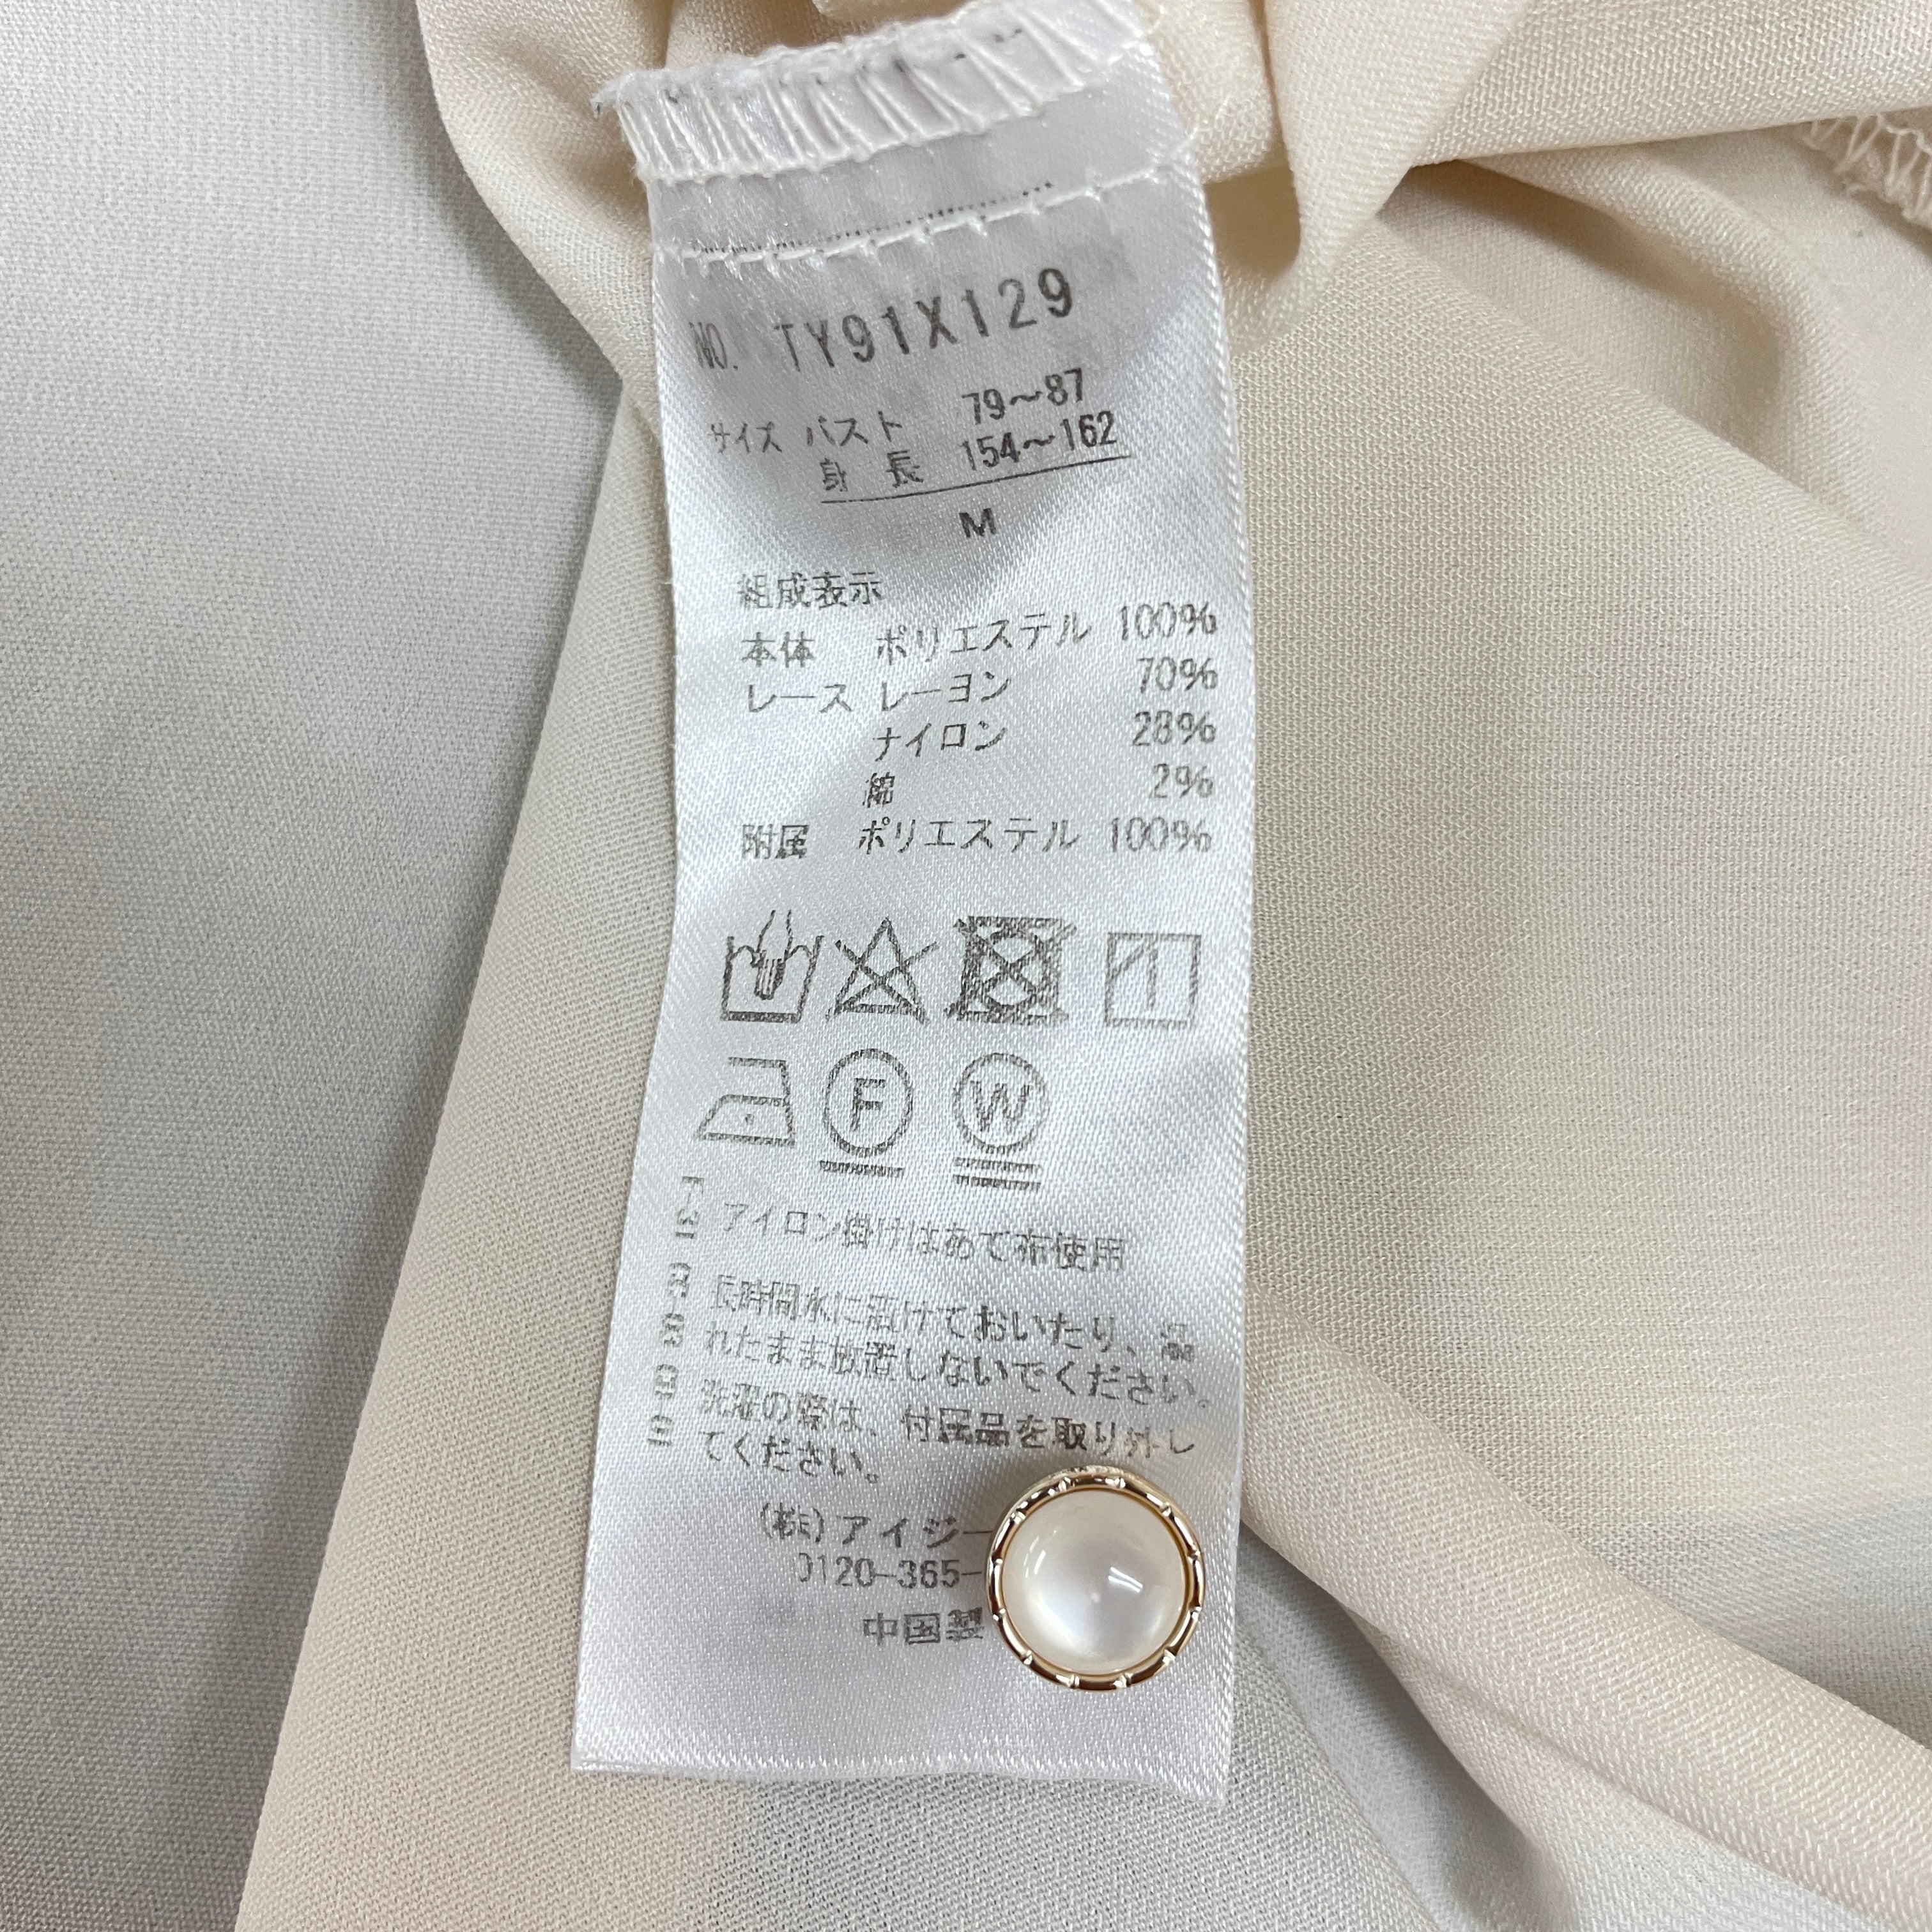 NO. TY91X129
サイズ バスト 79～87
身 長 154～162
M
組成表示
本体 ポリエステル 100%
レース レーヨン 70%
ナイロン 28%
綿 2%
附属 ポリエステル 100%
F
W
アイロン掛けはあて布使用
長時間水に漬けておいたり、濡
れたまま放置しないでください。
洗濯の際は、付属品を取り外し
てください。
(株)アイジー
0120-365-
中国製